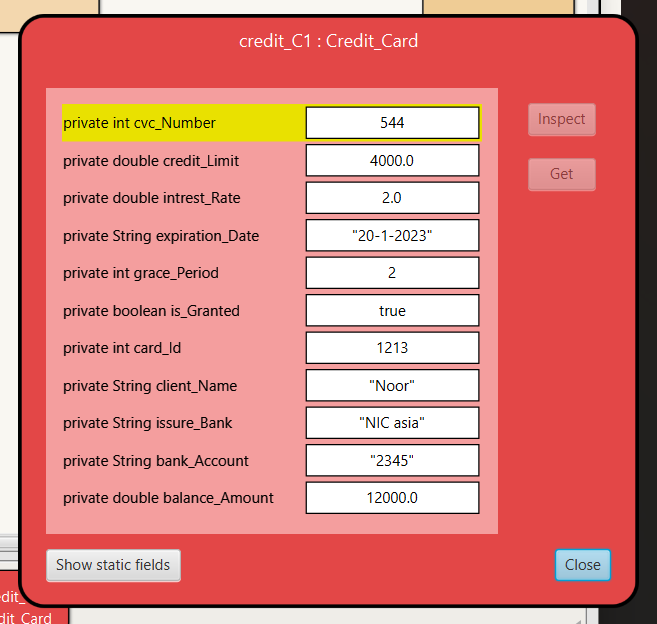 credit_C1 : Credit_Card
private int cvc_Number 544
Inspect
private double credit_Limit 4000.0
Get
private double intrest_Rate 2.0
private String expiration_Date "20-1-2023"
private int grace_Period 2
private boolean is_Granted true
private int card_Id 1213
private String client_Name "Noor"
private String issure_Bank "NIC asia"
private String bank_Account "2345"
private double balance_Amount 12000.0
Show static fields
Close
dit_Card